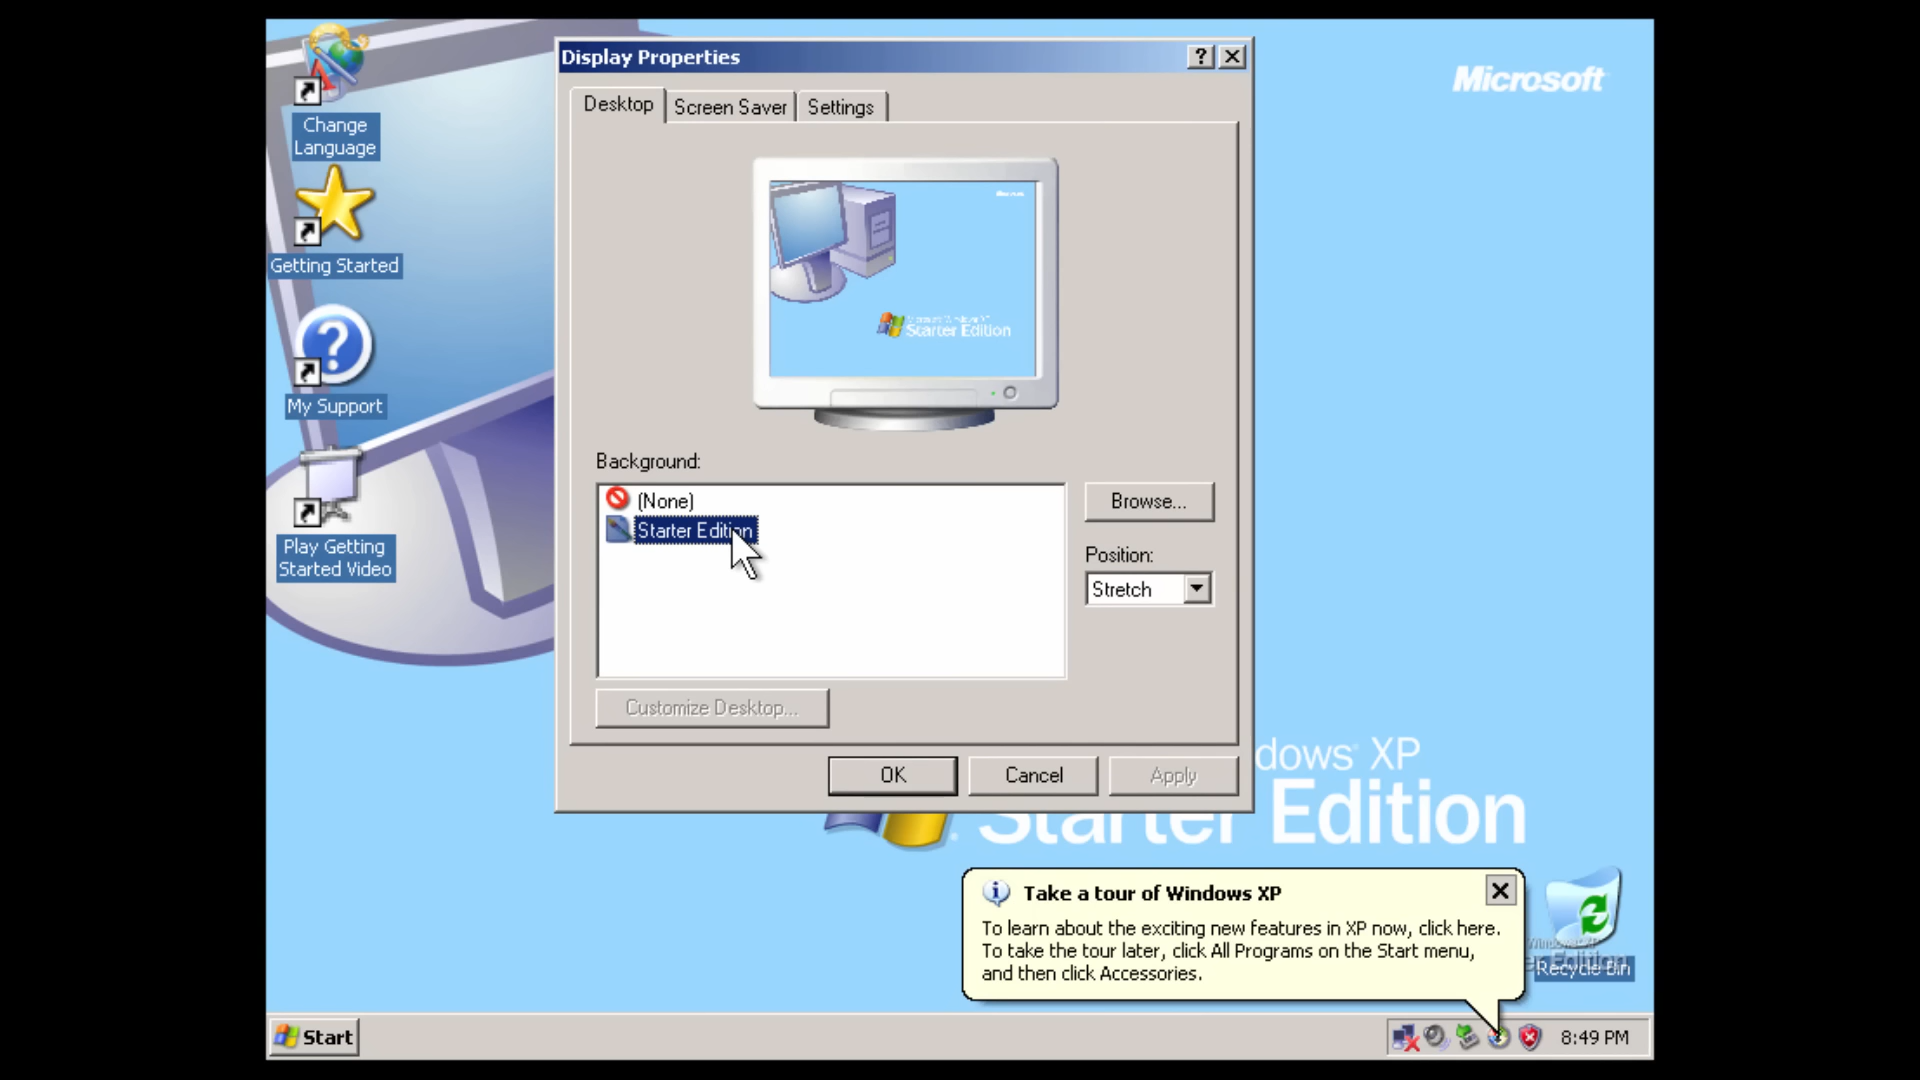 Change
Language
Getting Started
My Support
Play Getting
Started Video
Microsoft
Display Properties
Desktop
Screen Saver
Settings
Starter Edition
Background:
(None)
Starter Edition
Browse...
Position:
Stretch
Customize Desktop...
OK
Cancel
Apply
dows XP
Starter Edition
Take a tour of Windows XP
To learn about the exciting new features in XP now, click here.
To take the tour later, click All Programs on the Start menu,
and then click Accessories.
Recycle Bin
Start
8:49 PM